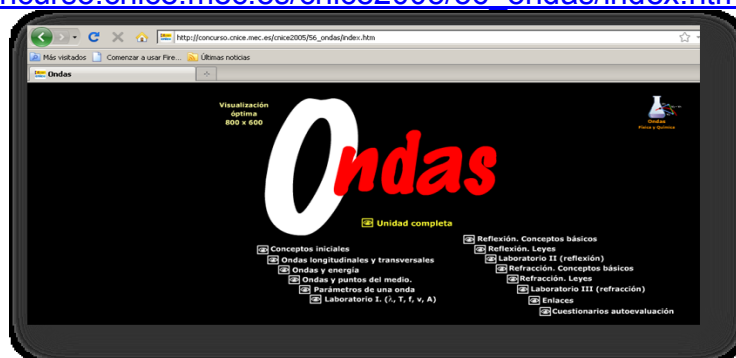 concurso.cnice.mec.es/cnice2005/56_ondas/index.htm
http://concurso.cnice.mec.es/cnice2005/56_ondas/index.htm
Más visitados Comenzar a usar Fire... Últimas noticias
Ondas
Visualización
óptima
800 x 600
Ondas
Ondas
Física y Química
Unidad completa
Conceptos iniciales
Ondas longitudinales y transversales
Ondas y energía
Ondas y puntos del medio.
Parámetros de una onda
Laboratorio I. (λ, T, f, v, A)
Reflexión. Conceptos básicos
Reflexión. Leyes
Laboratorio II (reflexión)
Refracción. Conceptos básicos
Refracción. Leyes
Laboratorio III (refracción)
Enlaces
Cuestionarios autoevaluación